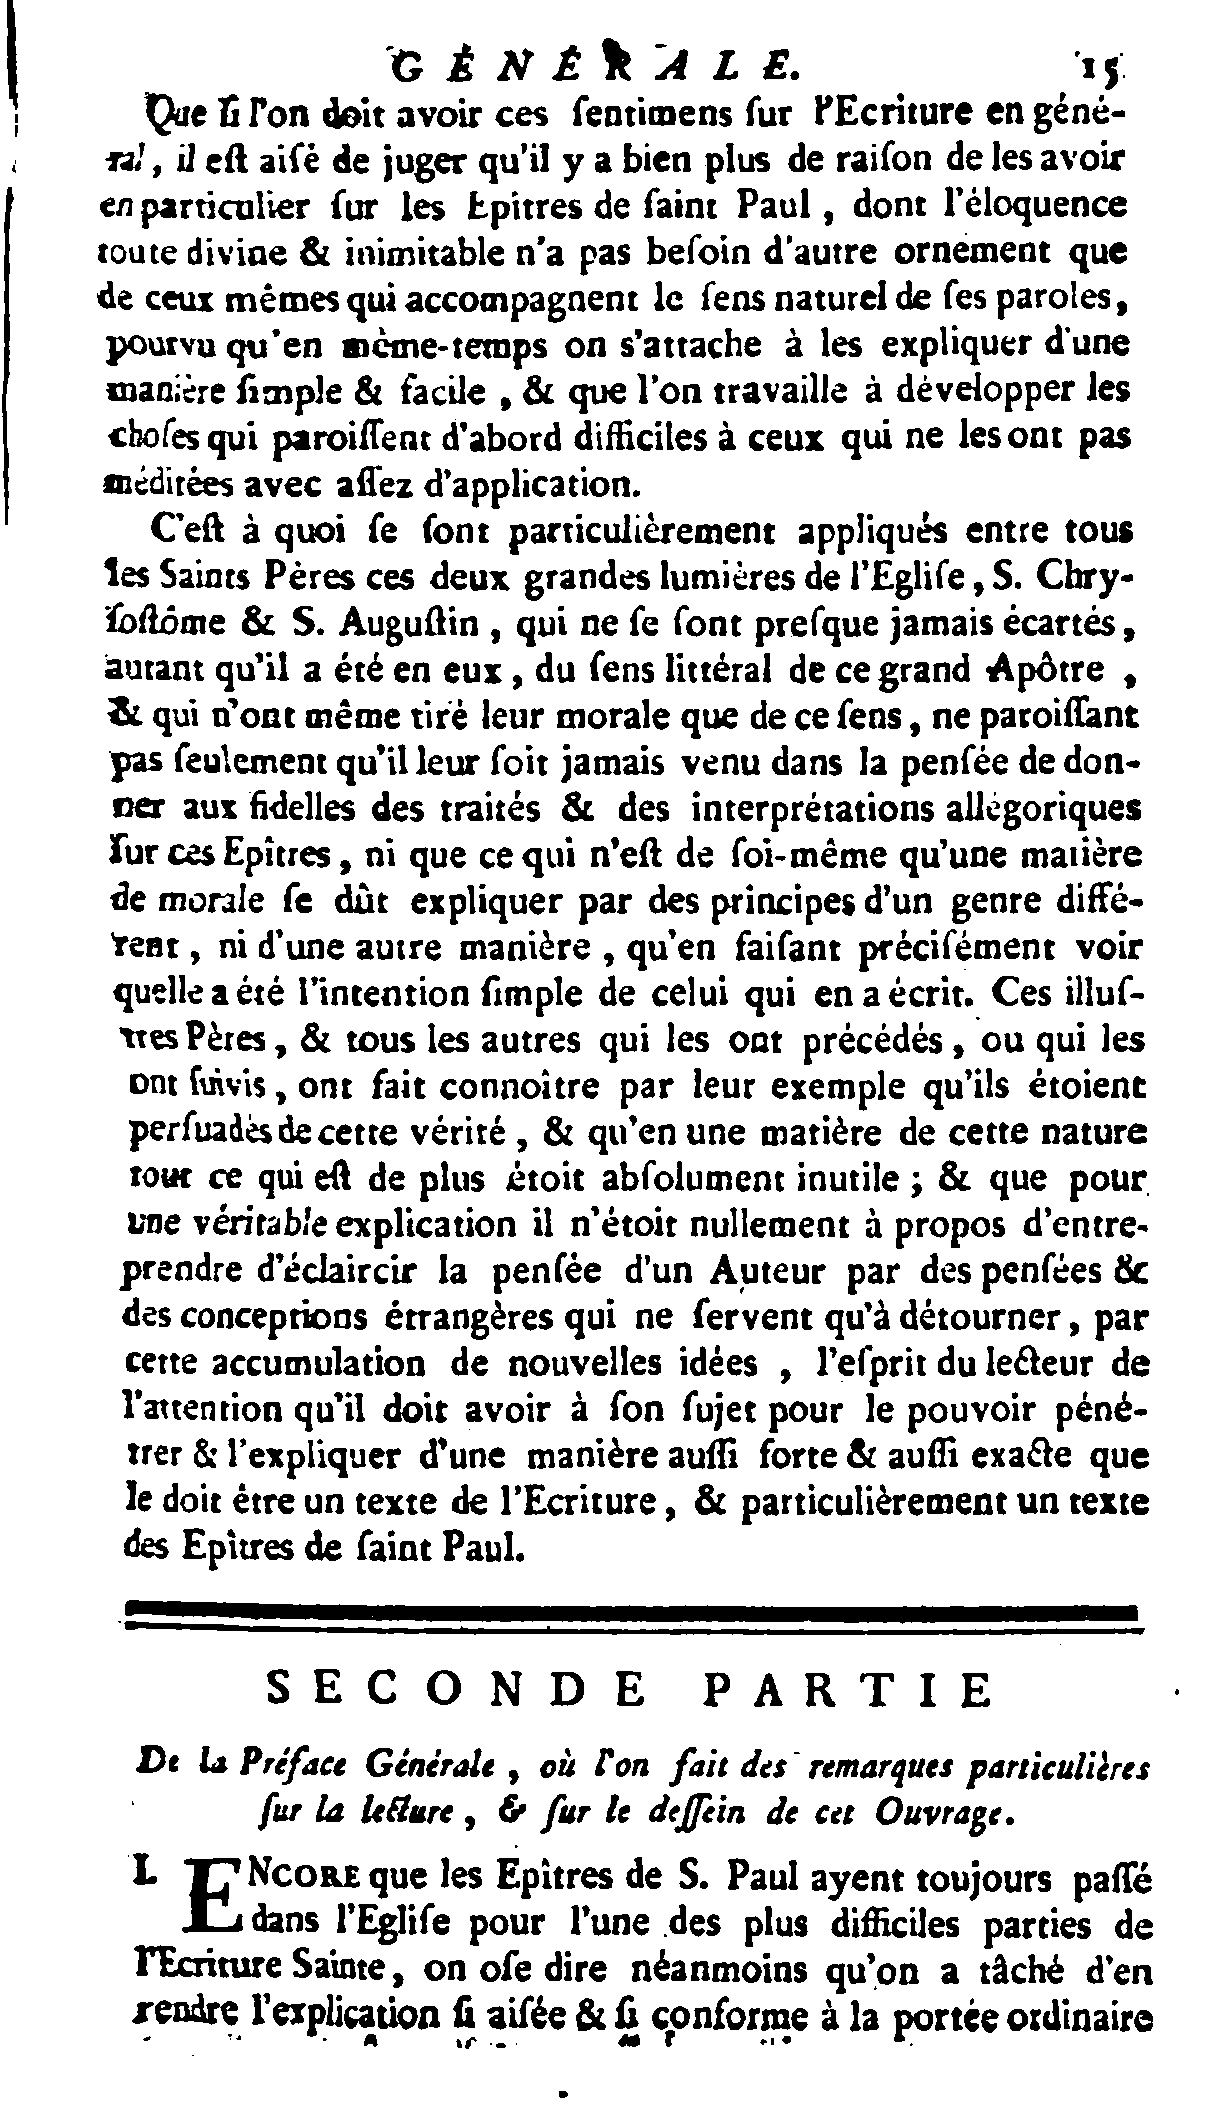 GÉNÉRALE. 15
Que ſi l'on doit avoir ces ſentimens ſur l'Ecriture en géné-
ral, il eſt aiſé de juger qu'il y a bien plus de raiſon de les avoir
en particulier ſur les Epitres de ſaint Paul, dont l'éloquence
toute divine & inimitable n'a pas beſoin d'autre ornement que
de ceux mêmes qui accompagnent le ſens naturel de ſes paroles,
pourvu qu'en mème-temps on s'attache à les expliquer d'une
manière ſimple & facile, & que l'on travaille à développer les
choſes qui paroiſſent d'abord difficiles à ceux qui ne les ont pas
méditées avec aſſez d'application.
C'eſt à quoi ſe ſont particulièrement appliqués entre tous
les Saints Pères ces deux grandes lumières de l'Egliſe, S. Chry-
ſoſtôme & S. Auguſtin, qui ne ſe ſont preſque jamais écartés,
autant qu'il a été en eux, du ſens littéral de ce grand Apôtre,
& qui n'ont même tiré leur morale que de ce ſens, ne paroiſſant
pas ſeulement qu'il leur ſoit jamais venu dans la penſée de don-
ner aux fidelles des traités & des interprétations allégoriques
ſur ces Epîtres, ni que ce qui n'eſt de ſoi-même qu'une matière
de morale ſe dût expliquer par des principes d'un genre diffé-
rent, ni d'une autre manière, qu'en faiſant préciſément voir
quelle a été l'intention ſimple de celui qui en a écrit. Ces illuſ-
tres Pères, & tous les autres qui les ont précédés, ou qui les
ont ſuivis, ont fait connoître par leur exemple qu'ils étoient
perſuadés de cette vérité, & qu'en une matière de cette nature
tout ce qui eſt de plus étoit abſolument inutile; & que pour
une véritable explication il n'étoit nullement à propos d'entre-
prendre d'éclaircir la penſée d'un Auteur par des penſées &
des conceptions étrangères qui ne ſervent qu'à détourner, par
cette accumulation de nouvelles idées, l'eſprit du lecteur de
l'attention qu'il doit avoir à ſon ſujet pour le pouvoir péné-
trer & l'expliquer d'une manière auſſi forte & auſſi exacte que
le doit être un texte de l'Ecriture, & particulièrement un texte
des Epîtres de ſaint Paul.
SECONDE PARTIE
De la Préface Générale, où l'on fait des remarques particulières
ſur la lecture, & ſur le deſſein de cet Ouvrage.
I. ENCORE que les Epîtres de S. Paul ayent toujours paſſé
dans l'Egliſe pour l'une des plus difficiles parties de
l'Ecriture Sainte, on oſe dire néanmoins qu'on a tâché d'en
rendre l'explication ſi aiſée & ſi conforme à la portée ordinaire